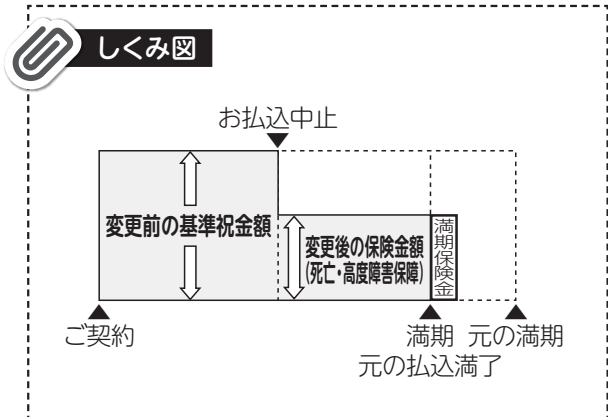 しくみ図
お払込中止
変更前の基準祝金額
変更後の保険金額
(死亡・高度障害保障)
満期保険金
ご契約
満期
元の満期
元の払込満了